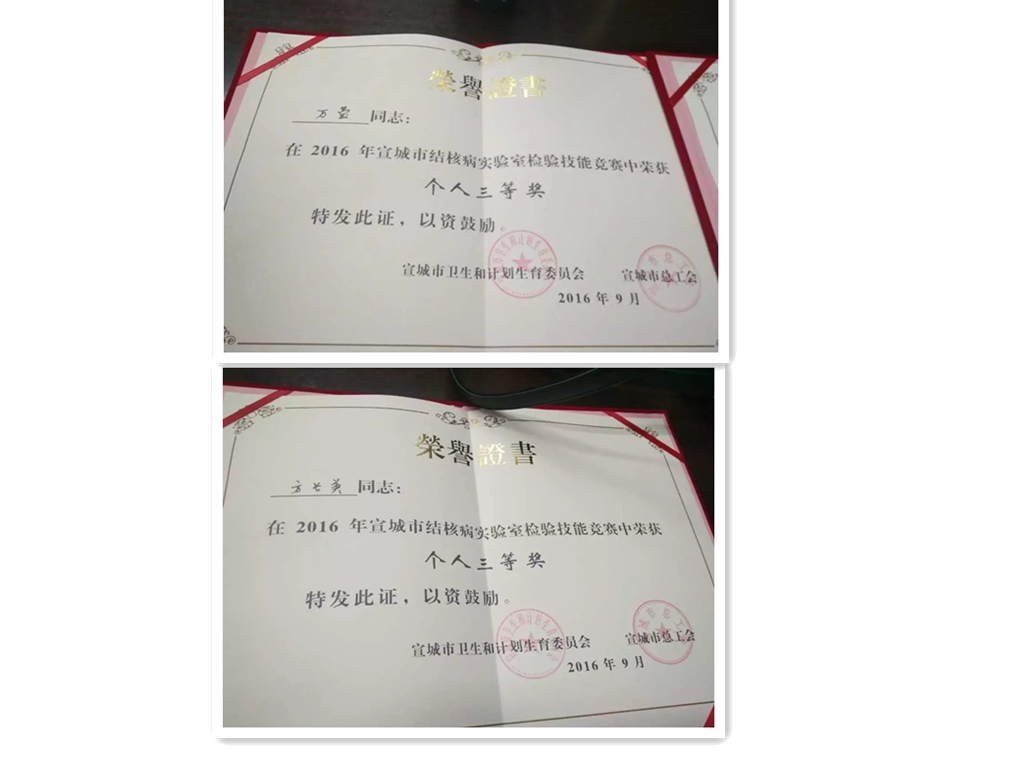 榮譽證書
万蕾同志：
在 2016 年宣城市结核病实验室检验技能竞赛中荣获
个人三等奖
特发此证，以资鼓励。
宣城市卫生和计划生育委员会 宣城市总工会
2016 年 9 月
榮譽證書
方长英同志：
在 2016 年宣城市结核病实验室检验技能竞赛中荣获
个人三等奖
特发此证，以资鼓励。
宣城市卫生和计划生育委员会 宣城市总工会
2016 年 9 月